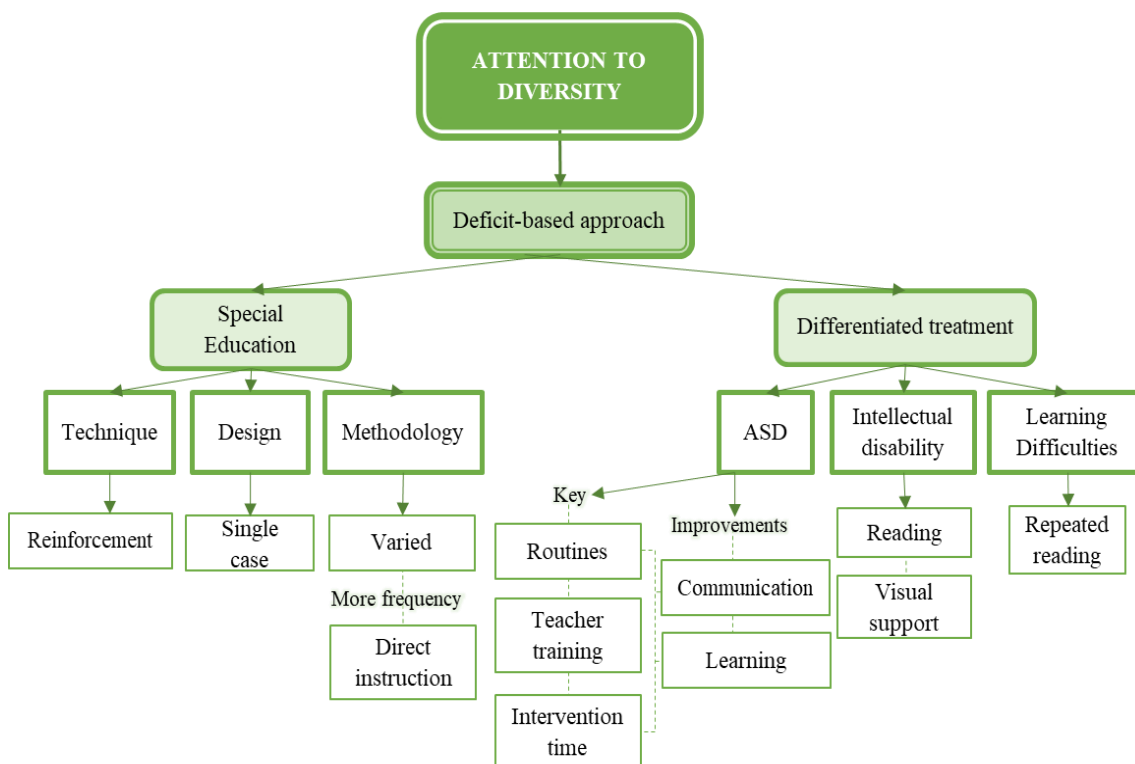 ATTENTION TO
DIVERSITY
Deficit-based approach
Special
Education
Differentiated treatment
Technique
Design
Methodology
ASD
Intellectual
disability
Learning
Difficulties
Reinforcement
Single
case
Varied
More frequency
Direct
instruction
Key
Routines
Teacher
training
Intervention
time
Improvements
Communication
Learning
Reading
Visual
support
Repeated
reading